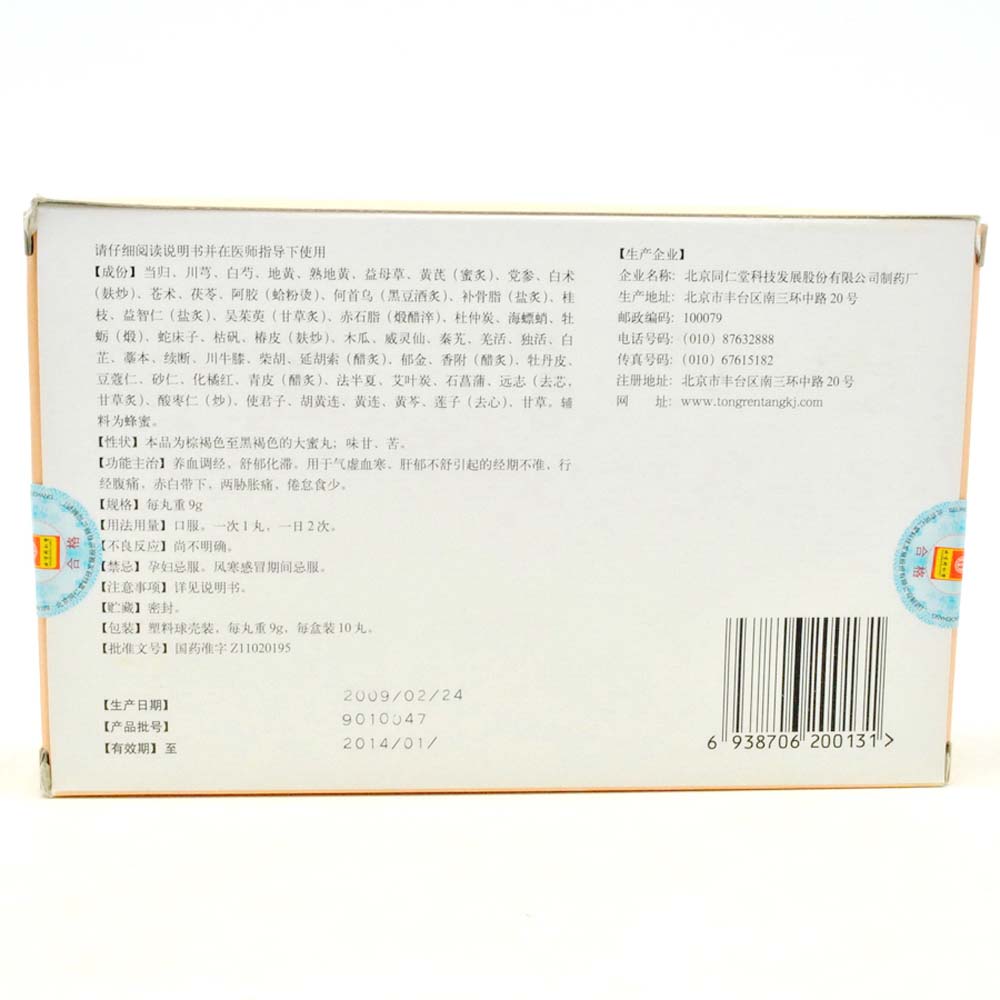 请仔细阅读说明书并在医师指导下使用
【成份】当归、川芎、白芍、地黄、熟地黄、益母草、黄芪（蜜炙）、党参、白术
（麸炒）、苍术、茯苓、阿胶（蛤粉烫）、何首乌（黑豆酒炙）、补骨脂（盐炙）、桂
枝、益智仁（盐炙）、吴茱萸（甘草炙）、赤石脂（煅醋淬）、杜仲炭、海螵蛸、牡
蛎（煅）、蛇床子、枯矾、椿皮（麸炒）、木瓜、威灵仙、秦艽、羌活、独活、白
芷、藁本、续断、川牛膝、柴胡、延胡索（醋炙）、郁金、香附（醋炙）、牡丹皮、
豆蔻仁、砂仁、化橘红、青皮（醋炙）、法半夏、艾叶炭、石菖蒲、远志（去芯，
甘草炙）、酸枣仁（炒）、使君子、胡黄连、黄连、黄芩、莲子（去心）、甘草。辅
料为蜂蜜。
【性状】本品为棕褐色至黑褐色的大蜜丸；味甘、苦。
【功能主治】养血调经，舒郁化滞。用于气虚血寒、肝郁不舒引起的经期不准，行
经腹痛，赤白带下，两胁胀痛，倦怠食少。
【规格】每丸重9g
【用法用量】口服。一次1丸，一日2次。
【不良反应】尚不明确。
【禁忌】孕妇忌服。风寒感冒期间忌服。
【注意事项】详见说明书。
【贮藏】密封。
【包装】塑料球壳装，每丸重9g，每盒装10丸。
【批准文号】国药准字Z11020195
【生产日期】 2009/02/24
【产品批号】 9010047
【有效期】至 2014/01/
【生产企业】
企业名称：北京同仁堂科技发展股份有限公司制药厂
生产地址：北京市丰台区南三环中路20号
邮政编码：100079
电话号码：(010) 87632888
传真号码：(010) 67615182
注册地址：北京市丰台区南三环中路20号
网 址：www.tongrentangkj.com
合格
合格
6 938706 200131 >